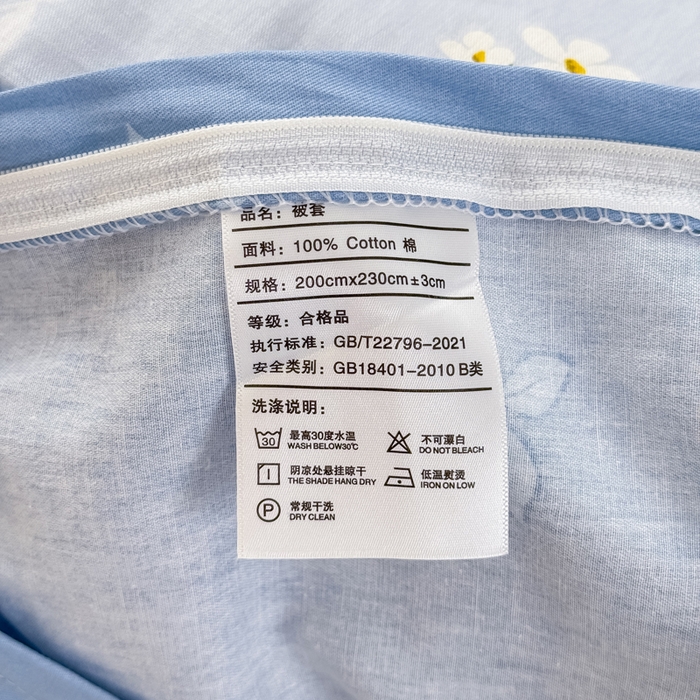 品名：被套
面料：100% Cotton 棉
规格：200cmx230cm±3cm
等级：合格品
执行标准：GB/T22796-2021
安全类别：GB18401-2010 B类
洗涤说明：
30 最高30度水温 不可漂白
WASH BELOW30℃ DO NOT BLEACH
阴凉处悬挂晾干 低温熨烫
THE SHADE HANG DRY IRON ON LOW
P 常规干洗
DRY CLEAN